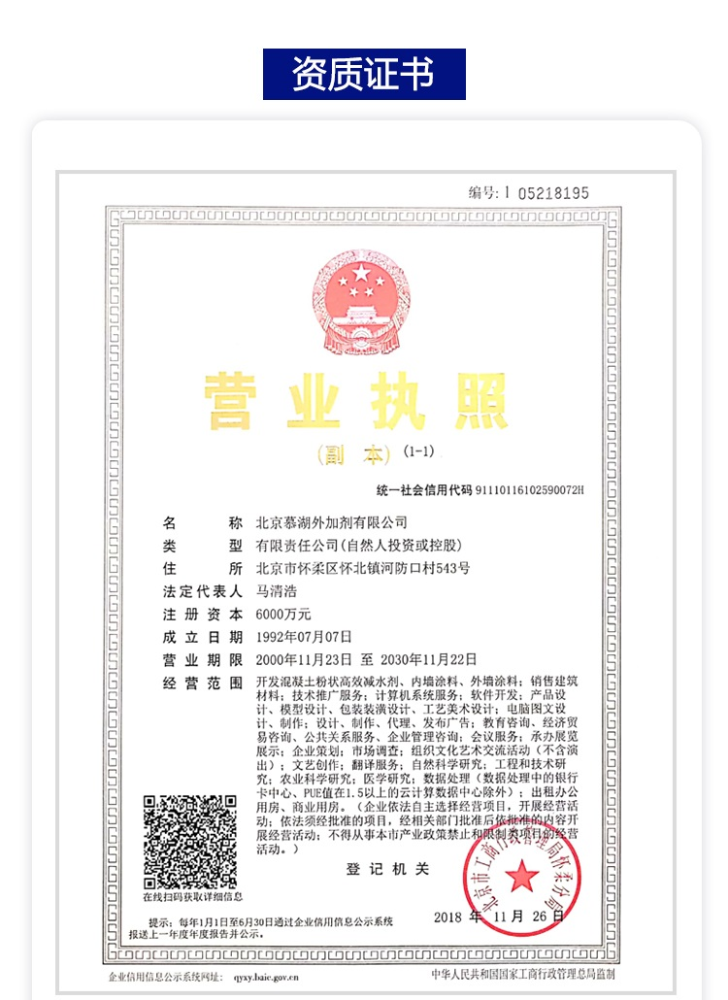 资质证书
编号: 1 05218195
营业执照
(副 本) (1-1)
统一社会信用代码 91110116102590072H
名 称 北京慕湖外加剂有限公司
类 型 有限责任公司(自然人投资或控股)
住 所 北京市怀柔区怀北镇河防口村543号
法定代表人 马清浩
注册资本 6000万元
成立日期 1992年07月07日
营业期限 2000年11月23日 至 2030年11月22日
经营范围 开发混凝土粉状高效减水剂、内墙涂料、外墙涂料；销售建筑
材料；技术推广服务；计算机系统服务；软件开发；产品设
计、模型设计、包装装潢设计、工艺美术设计；电脑图文设
计、制作；设计、制作、代理、发布广告；教育咨询、经济贸
易咨询、公共关系服务、企业管理咨询；会议服务；承办展览
展示；企业策划；市场调查；组织文化艺术交流活动（不含演
出）；文艺创作；翻译服务；自然科学研究；工程和技术研
究；农业科学研究；医学研究；数据处理（数据处理中的银行
卡中心、PUE值在1.5以上的云计算数据中心除外）；出租办公
用房、商业用房。（企业依法自主选择经营项目，开展经营活
动；依法须经批准的项目，经相关部门批准后依批准的内容开
展经营活动；不得从事本市产业政策禁止和限制类项目的经营
活动。）
在线扫码获取详细信息
登记机关
北京市工商行政管理局怀柔分局
2018 年 11 月 26 日
提示：每年1月1日至6月30日通过企业信用信息公示系统
报送上一年度年度报告并公示。
企业信用信息公示系统网址： qyxy.baic.gov.cn
中华人民共和国国家工商行政管理总局监制